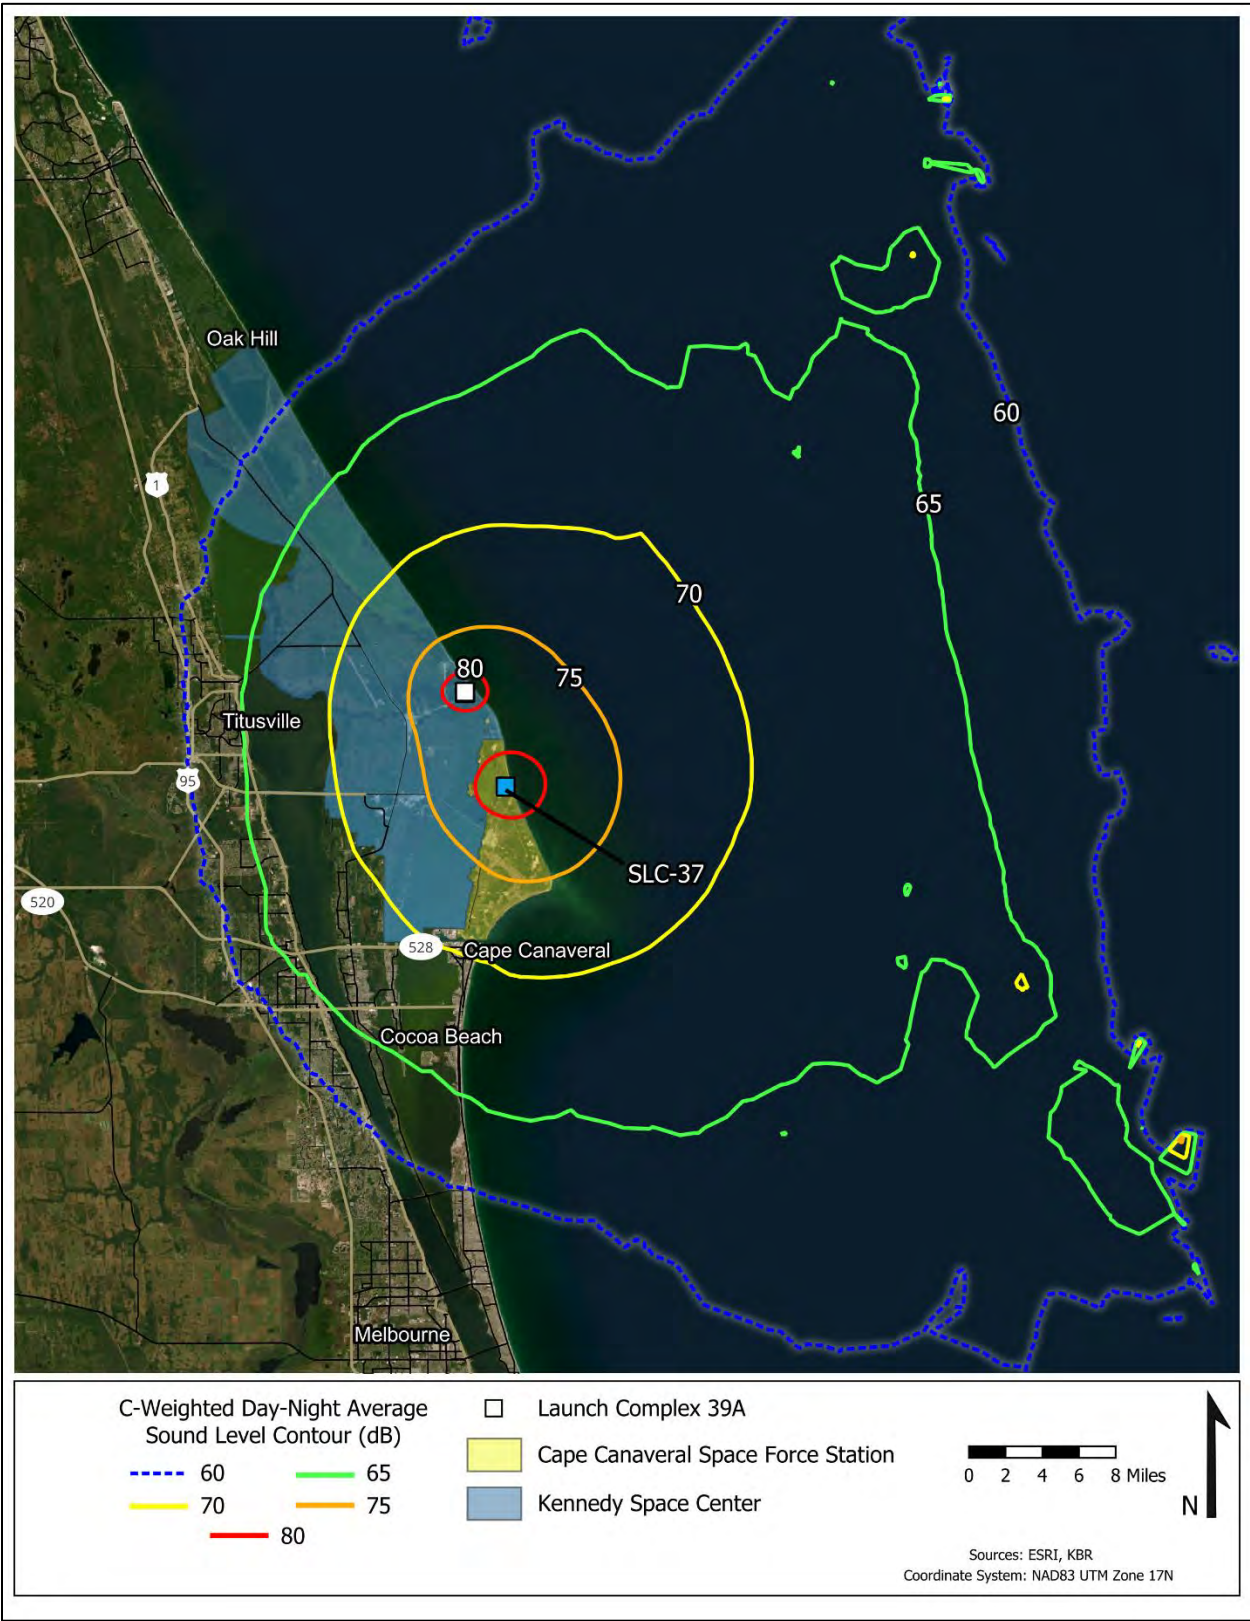 Oak Hill
60
1
65
70
80
75
Titusville
95
SLC-37
520
528
Cape Canaveral
Cocoa Beach
Melbourne
C-Weighted Day-Night Average
Sound Level Contour (dB)
60
65
70
75
80
Launch Complex 39A
Cape Canaveral Space Force Station
Kennedy Space Center
0 2 4 6 8 Miles
N
Sources: ESRI, KBR
Coordinate System: NAD83 UTM Zone 17N